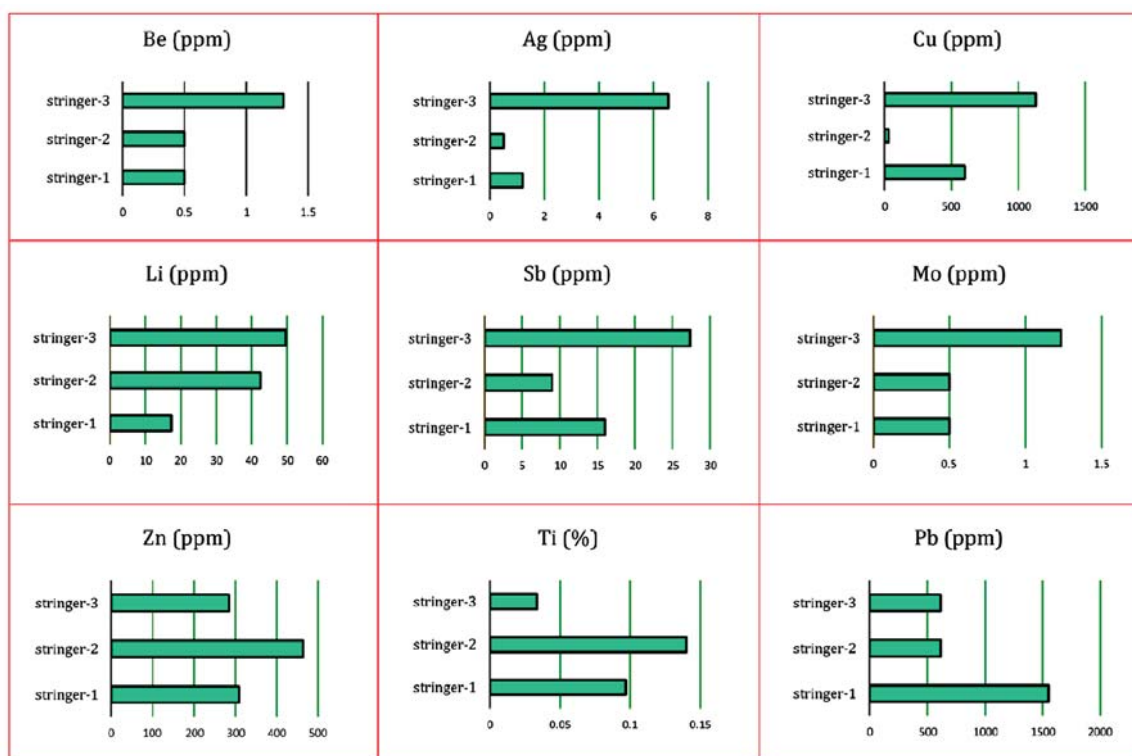 Be (ppm)
stringer-3
stringer-2
stringer-1
0 0.5 1 1.5
Ag (ppm)
stringer-3
stringer-2
stringer-1
0 2 4 6 8
Cu (ppm)
stringer-3
stringer-2
stringer-1
0 500 1000 1500
Li (ppm)
stringer-3
stringer-2
stringer-1
0 10 20 30 40 50 60
Sb (ppm)
stringer-3
stringer-2
stringer-1
0 5 10 15 20 25 30
Mo (ppm)
stringer-3
stringer-2
stringer-1
0 0.5 1 1.5
Zn (ppm)
stringer-3
stringer-2
stringer-1
0 100 200 300 400 500
Ti (%)
stringer-3
stringer-2
stringer-1
0 0.05 0.1 0.15
Pb (ppm)
stringer-3
stringer-2
stringer-1
0 500 1000 1500 2000